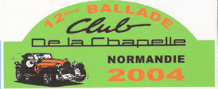 12ème BALLADE
Club
De la Chapelle
NORMANDIE
2004